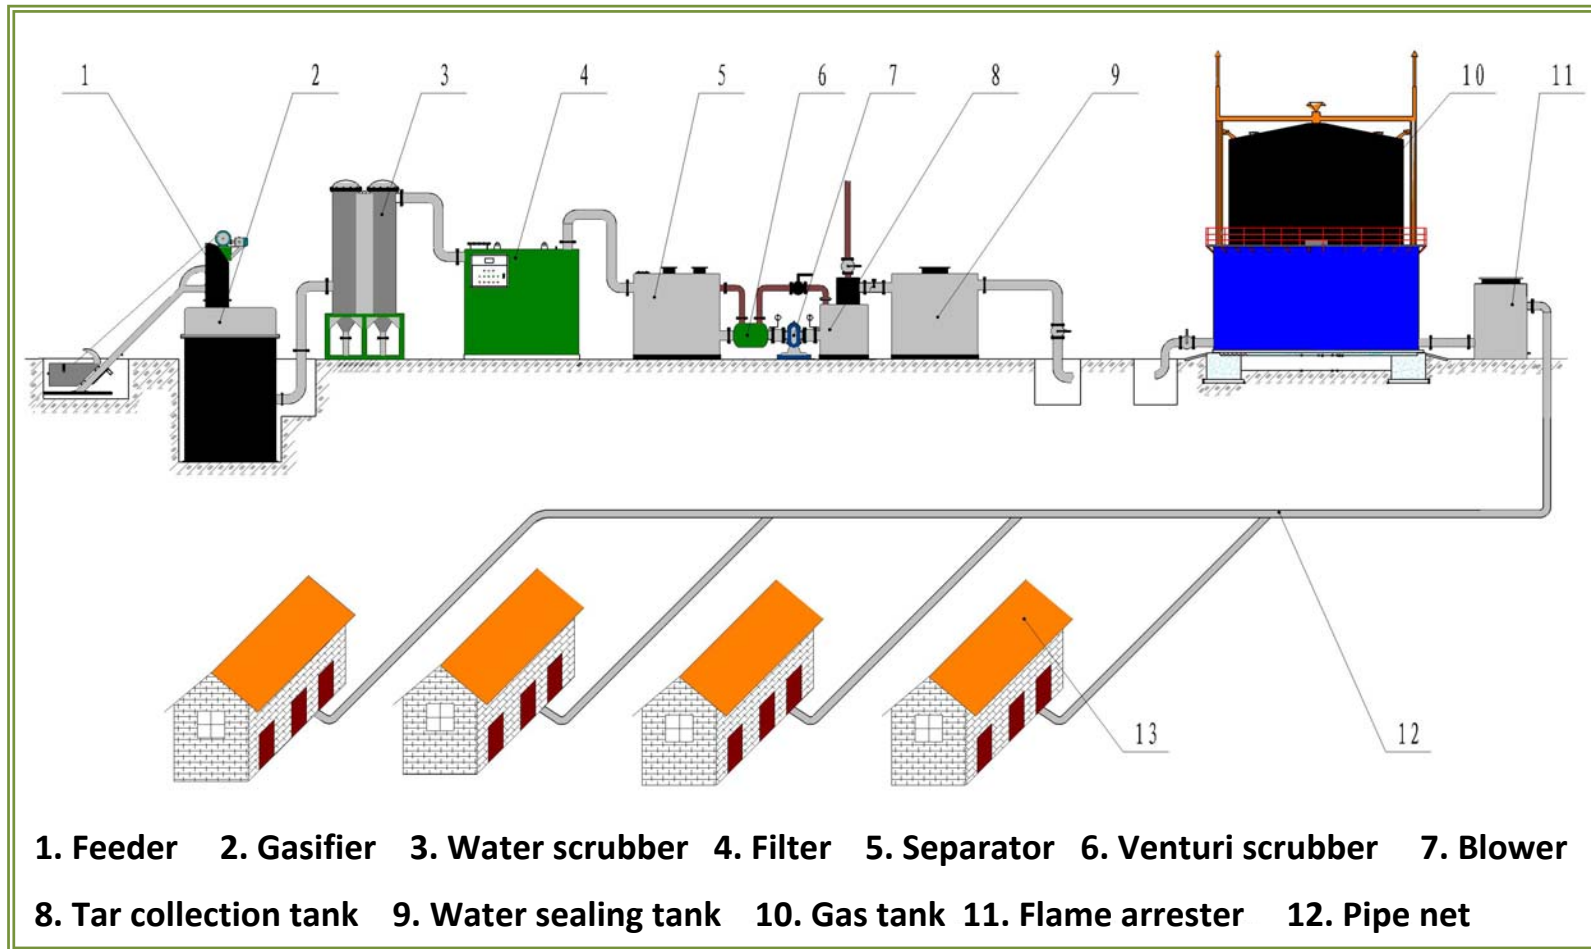 1 2 3 4 5 6 7 8 9 10 11
13 12
1. Feeder 2. Gasifier 3. Water scrubber 4. Filter 5. Separator 6. Venturi scrubber 7. Blower
8. Tar collection tank 9. Water sealing tank 10. Gas tank 11. Flame arrester 12. Pipe net